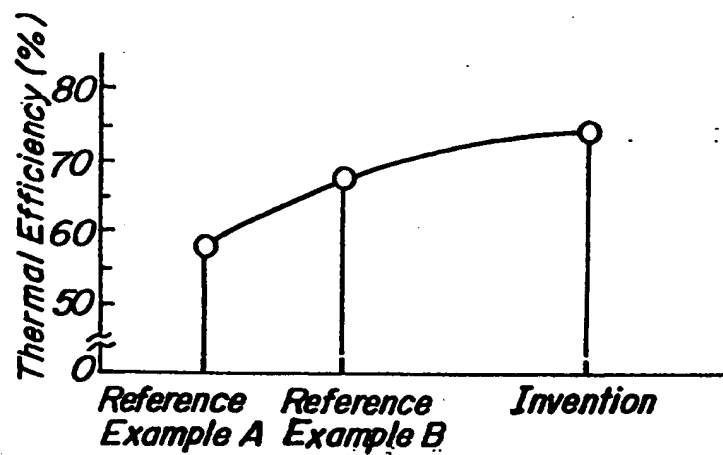 Thermal Efficiency (%)
80
70
60
50
0
Reference
Example A
Reference
Example B
Invention